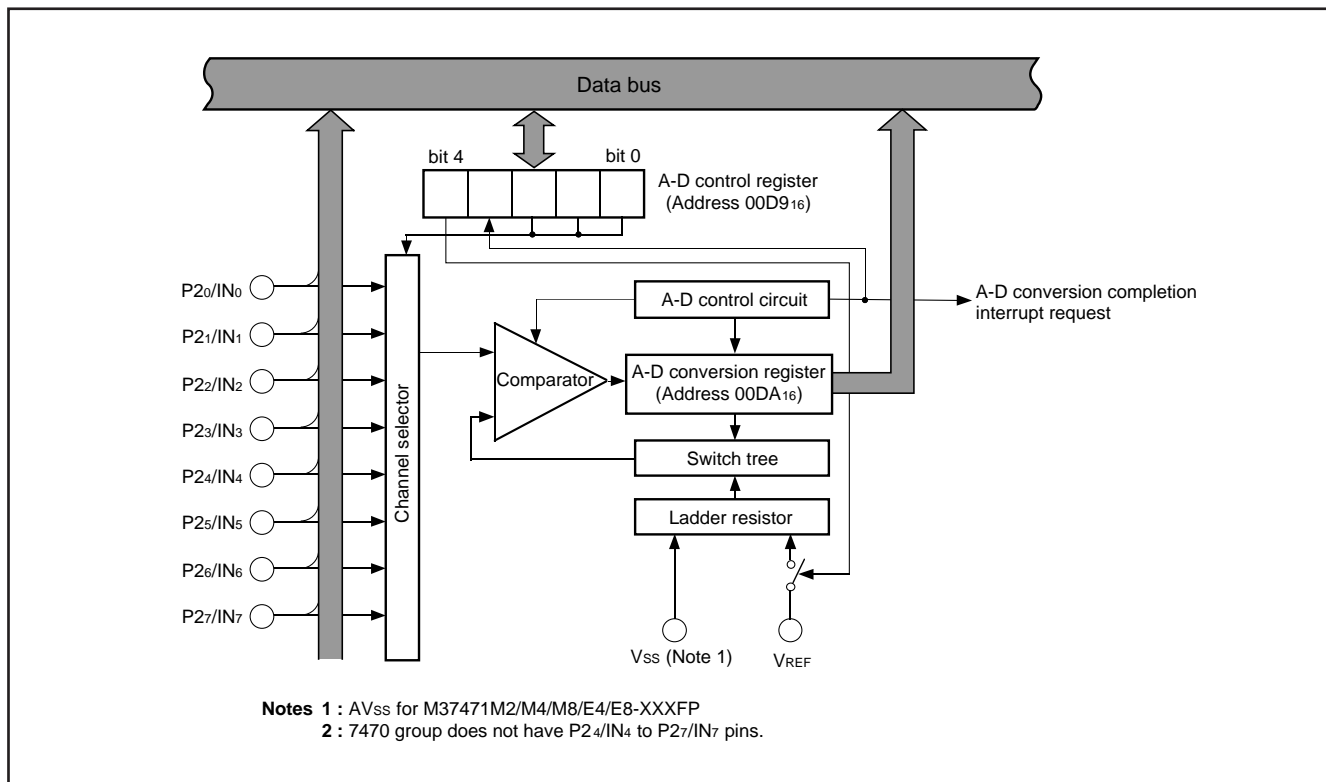 Data bus
bit 4
bit 0
A-D control register
(Address 00D916)
P20/IN0
P21/IN1
P22/IN2
P23/IN3
P24/IN4
P25/IN5
P26/IN6
P27/IN7
Channel selector
Comparator
A-D control circuit
A-D conversion register
(Address 00DA16)
Switch tree
Ladder resistor
A-D conversion completion
interrupt request
VSS (Note 1)
VREF
Notes 1 : AVSS for M37471M2/M4/M8/E4/E8-XXXFP
2 : 7470 group does not have P24/IN4 to P27/IN7 pins.